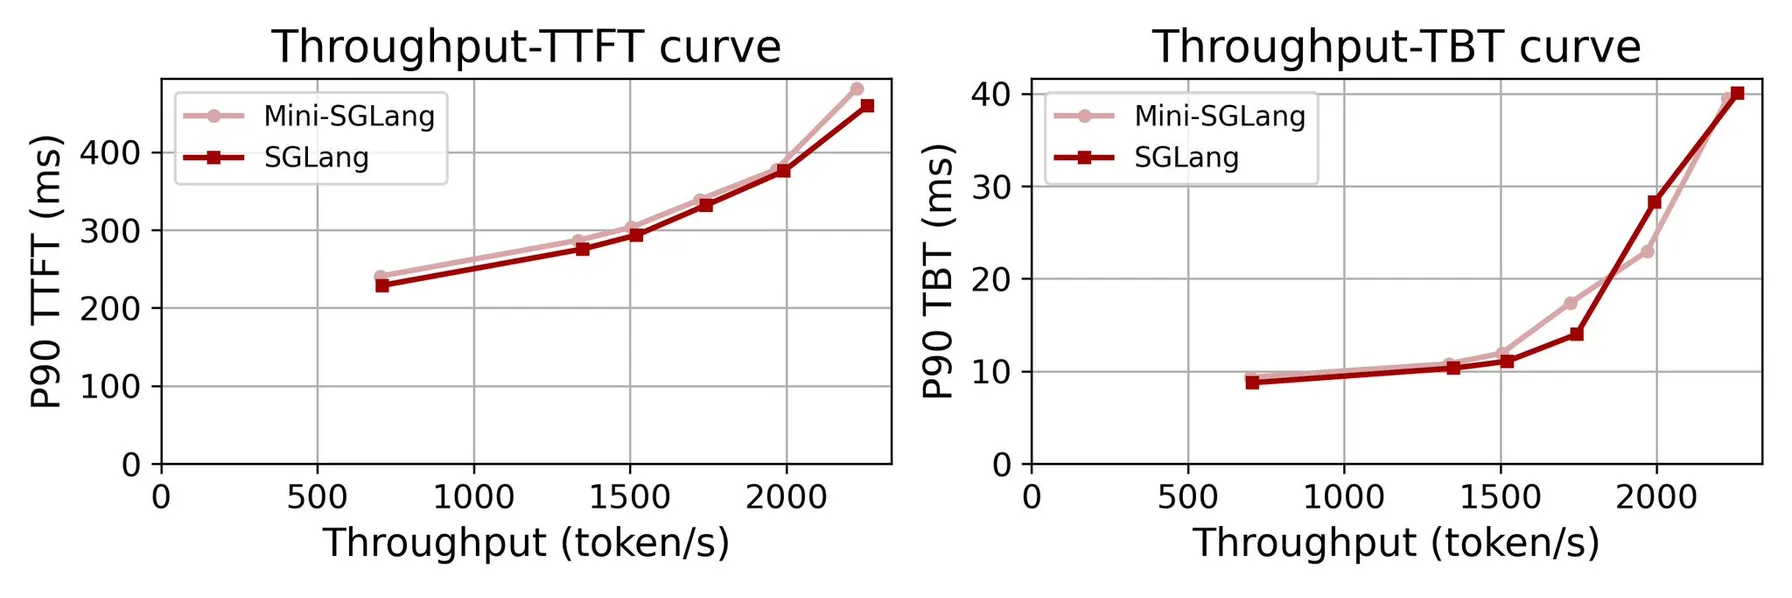 Throughput-TTFT curve
Mini-SGLang
SGLang
P90 TTFT (ms)
400
300
200
100
0
0 500 1000 1500 2000
Throughput (token/s)
Throughput-TBT curve
Mini-SGLang
SGLang
P90 TBT (ms)
40
30
20
10
0
0 500 1000 1500 2000
Throughput (token/s)